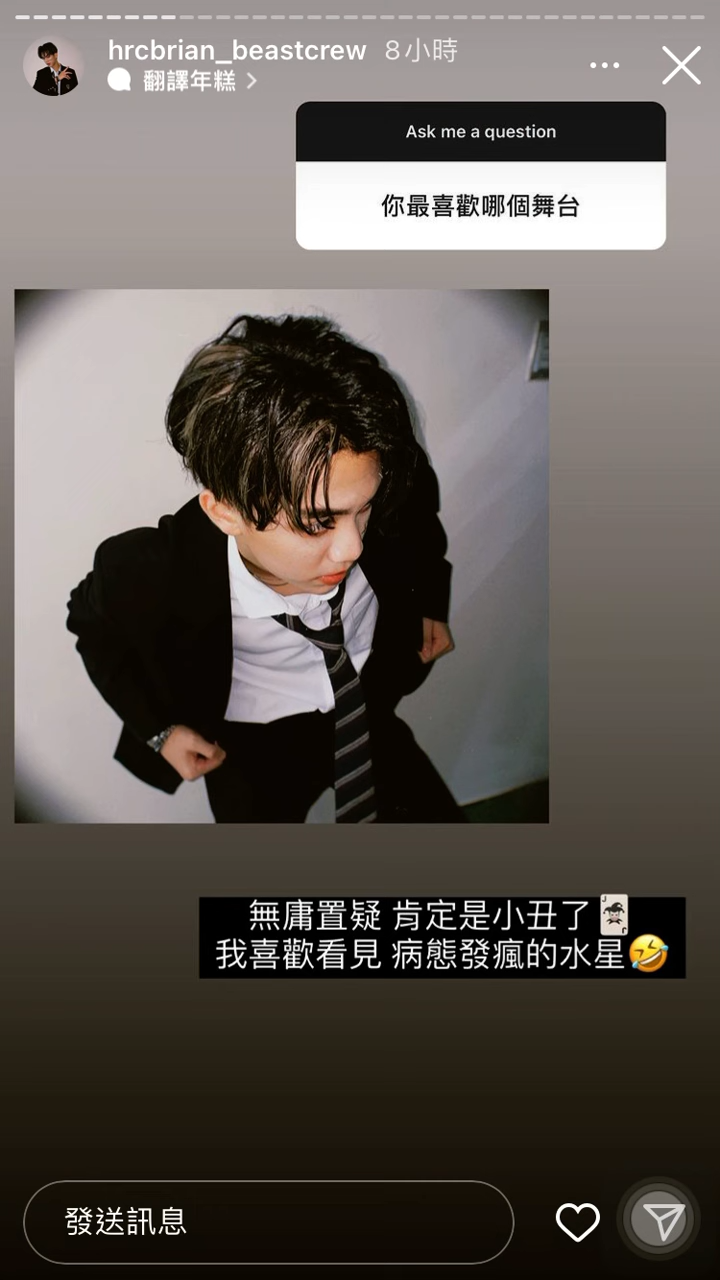 hrcbrian_beastcrew 8小時
翻譯年糕
Ask me a question
你最喜歡哪個舞台
無庸置疑 肯定是小丑了🃏
我喜歡看見 病態發瘋的水星🤣
發送訊息